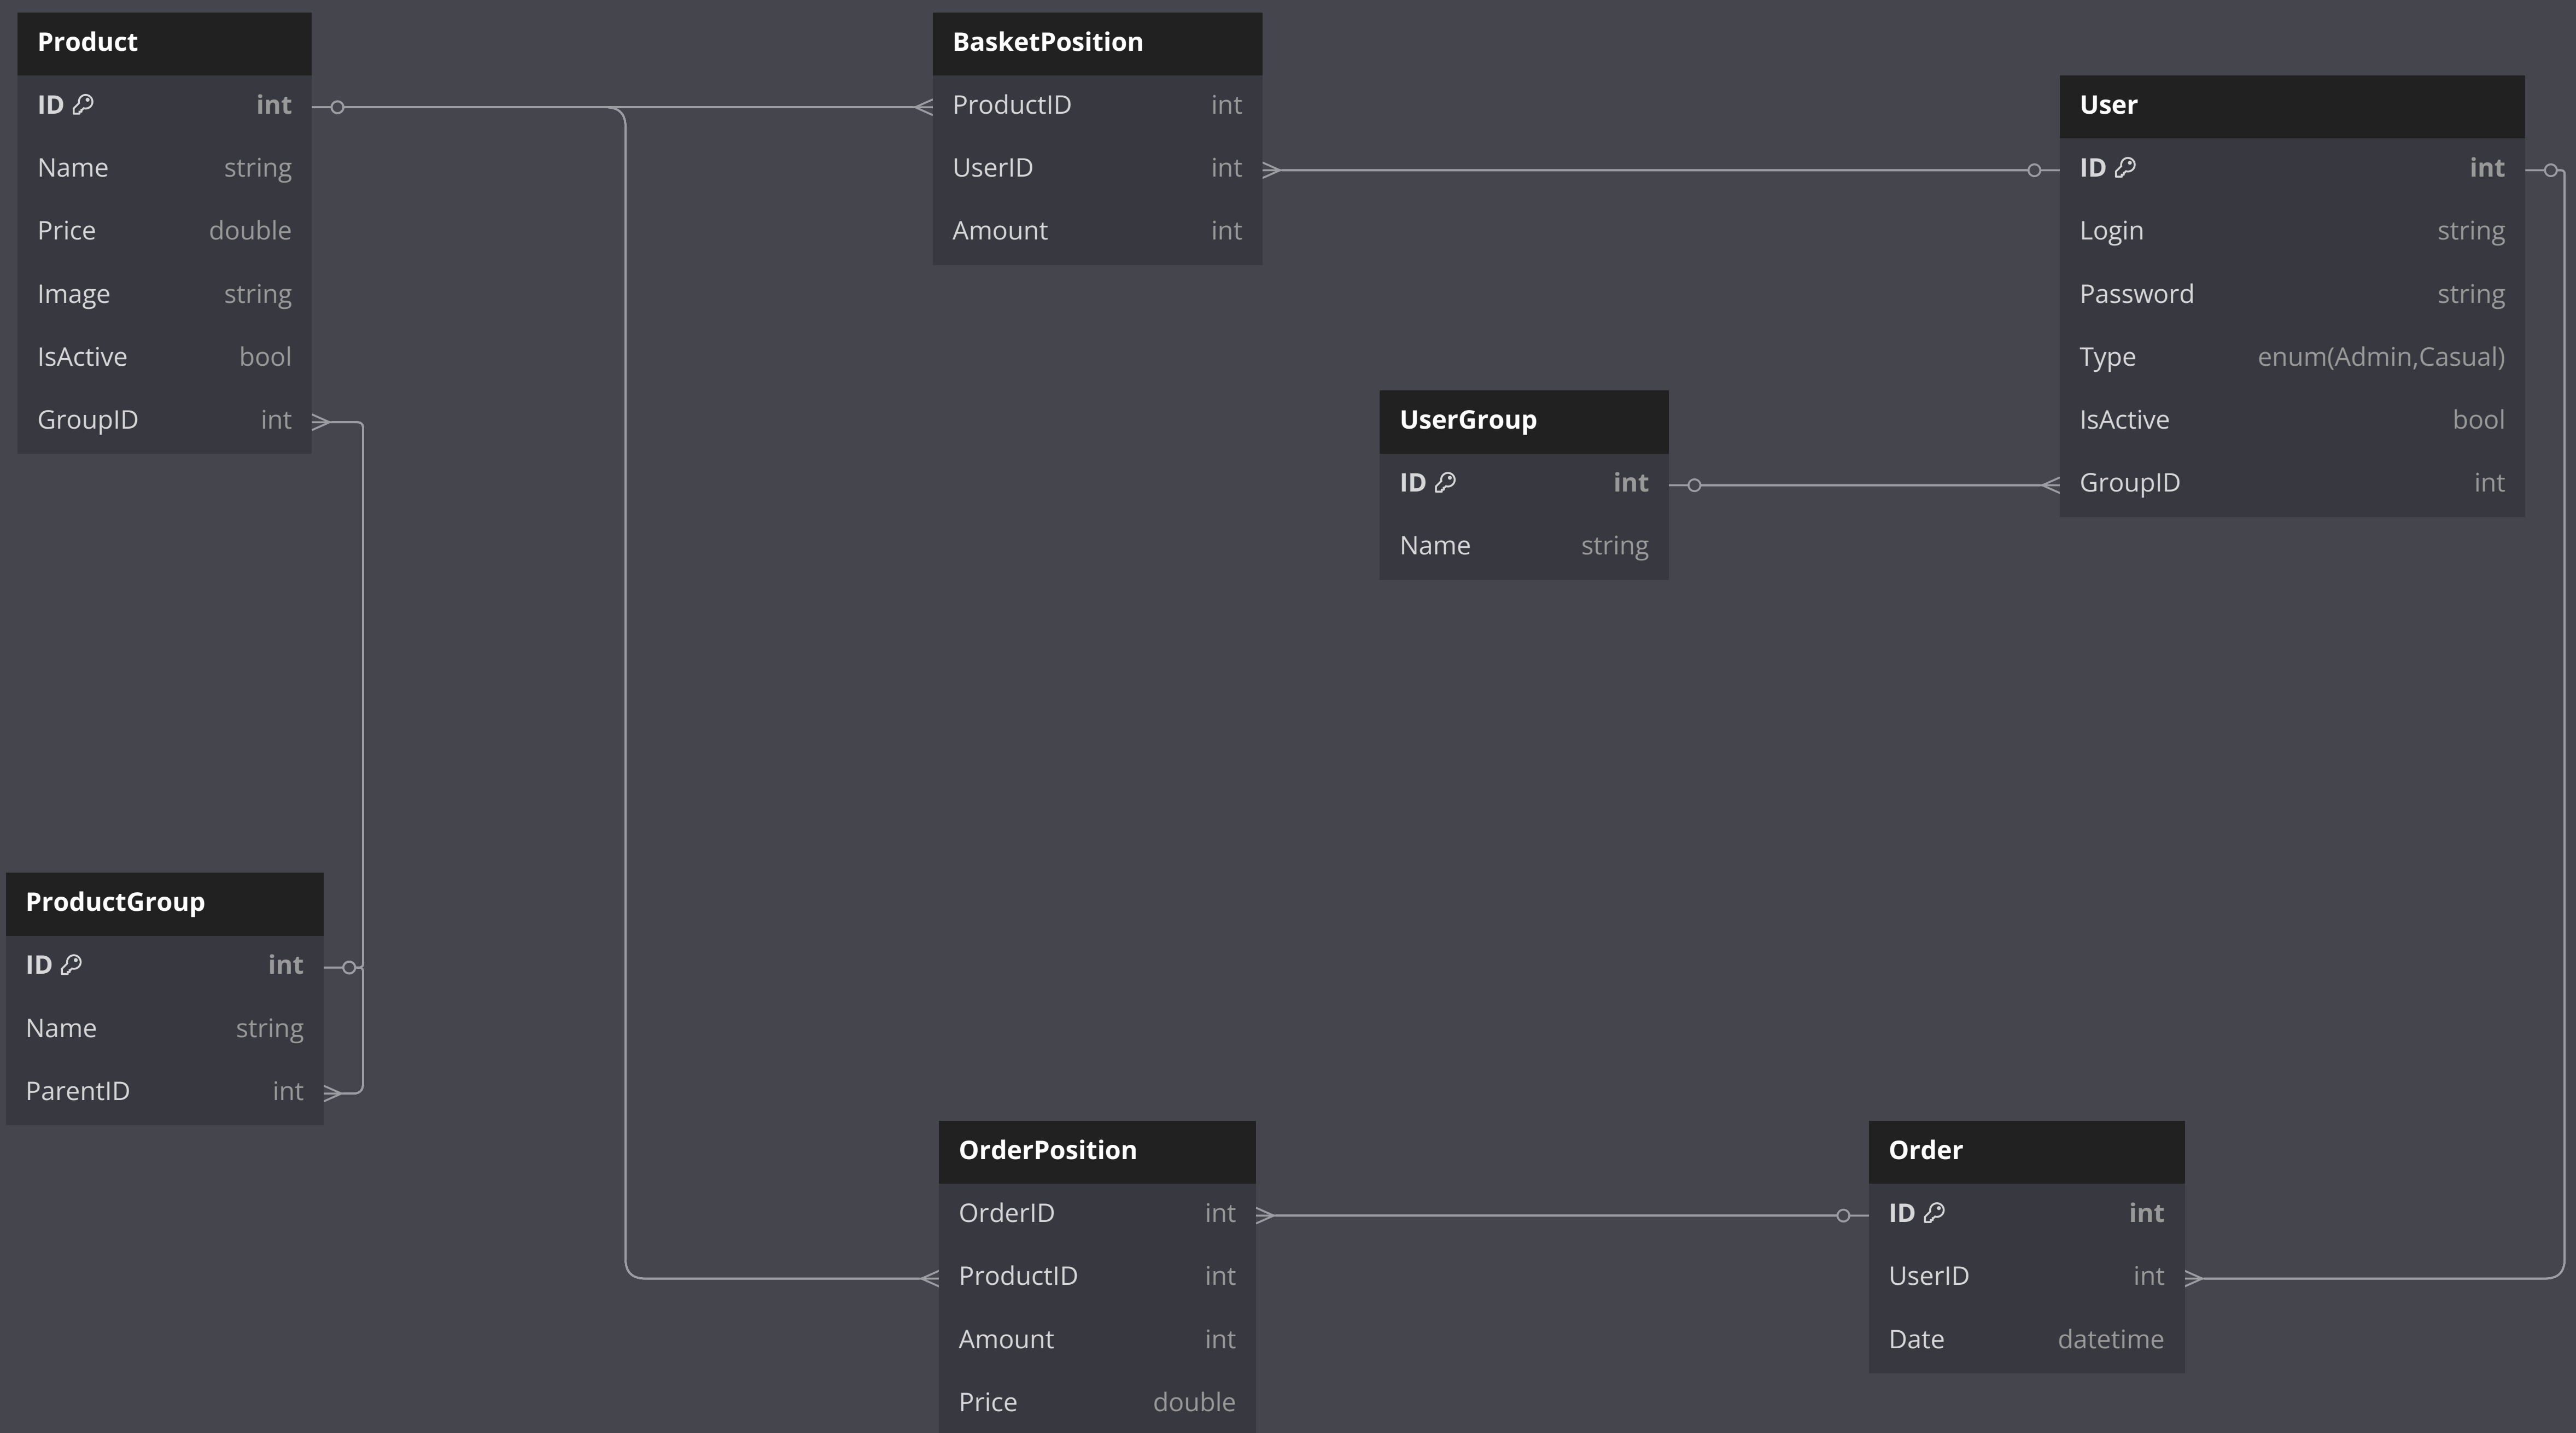 Product
ID int
Name string
Price double
Image string
IsActive bool
GroupID int
BasketPosition
ProductID int
UserID int
Amount int
User
ID int
Login string
Password string
Type enum(Admin,Casual)
IsActive bool
GroupID int
UserGroup
ID int
Name string
ProductGroup
ID int
Name string
ParentID int
OrderPosition
OrderID int
ProductID int
Amount int
Price double
Order
ID int
UserID int
Date datetime